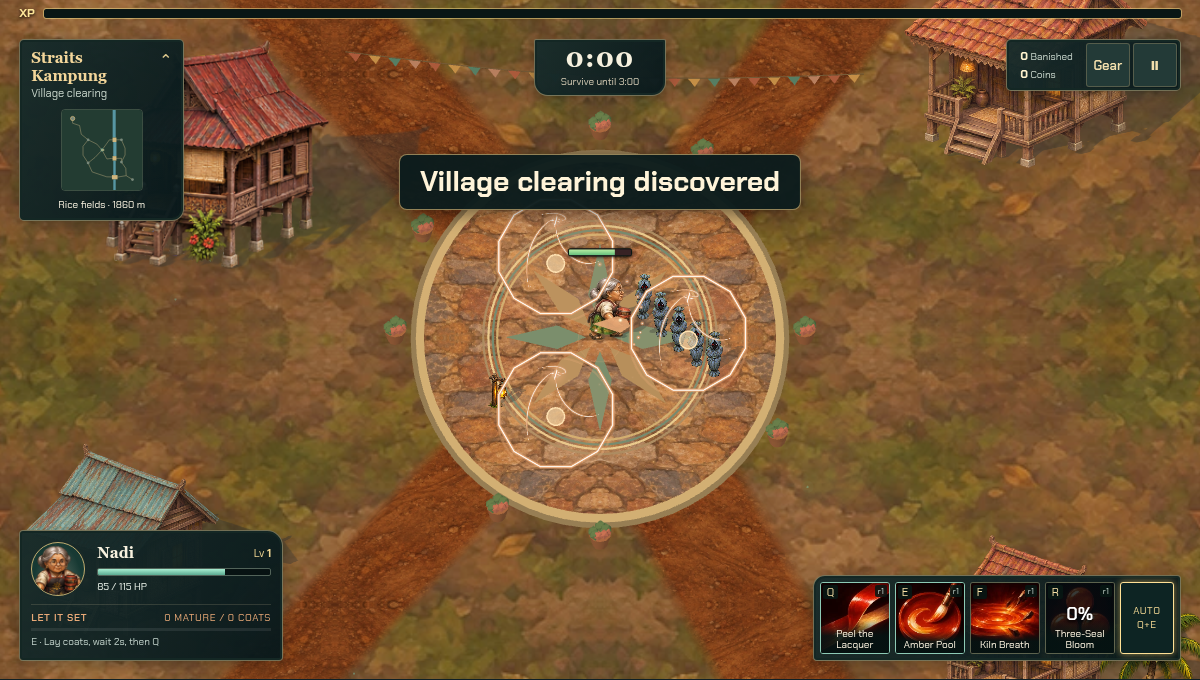 XP
Straits
Kampung
Village clearing
Rice fields · 1860 m
0:00
Survive until 3:00
0 Banished
0 Coins
Gear
Village clearing discovered
Nadi
Lv 1
85 / 115 HP
LET IT SET
0 MATURE / 0 COATS
E · Lay coats, wait 2s, then Q
Q
r1
Peel the
Lacquer
E
r1
Amber Pool
F
r1
Kiln Breath
R
r1
0%
Three-Seal
Bloom
AUTO
Q+E